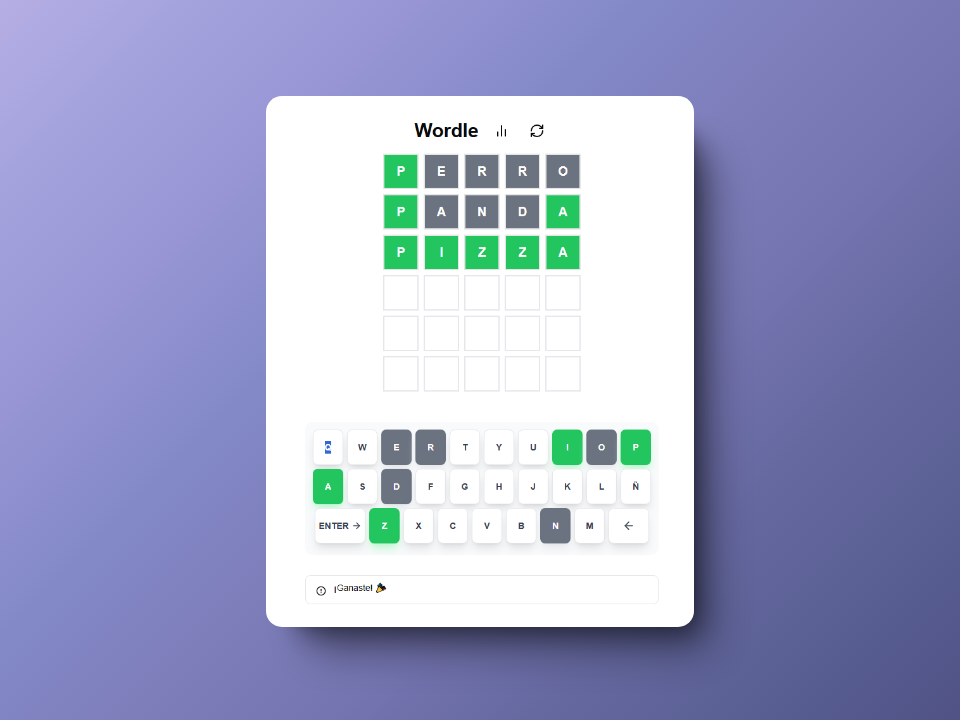 Wordle
P E R R O
P A N D A
P I Z Z A
Q W E R T Y U I O P
A S D F G H J K L Ñ
ENTER → Z X C V B N M ←
¡Ganaste! 🎉